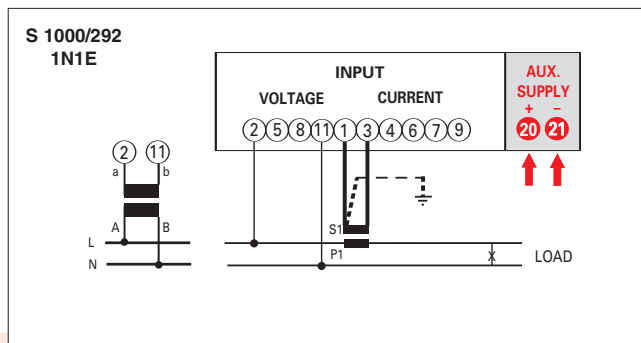 S 1000/292
1N1E
INPUT
VOLTAGE CURRENT
2 5 8 11 1 3 4 6 7 9
AUX.
SUPPLY
+ −
20 21
2 11
a b
A B
L
N
S1
P1
X LOAD